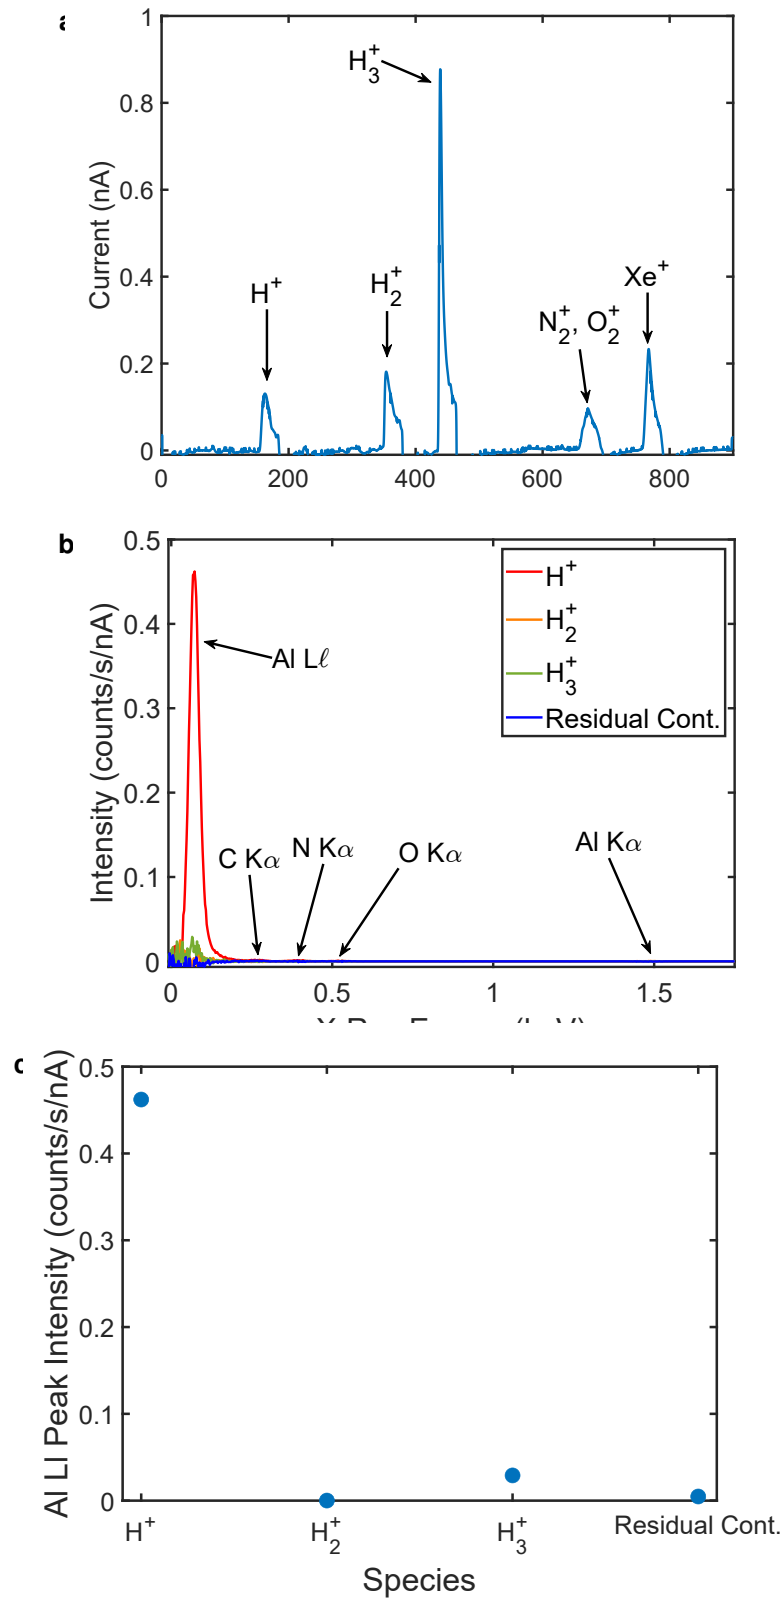 a
1
0.8
0.6
0.4
0.2
0
Current (nA)
H₃⁺
H⁺
H₂⁺
N₂⁺, O₂⁺
Xe⁺
0 200 400 600 800
b
0.5
0.4
0.3
0.2
0.1
0
Intensity (counts/s/nA)
H⁺
H₂⁺
H₃⁺
Residual Cont.
Al Lℓ
C Kα
N Kα
O Kα
Al Kα
0 0.5 1 1.5
0.5
0.4
0.3
0.2
0.1
0
Al Ll Peak Intensity (counts/s/nA)
H⁺ H₂⁺ H₃⁺ Residual Cont.
Species